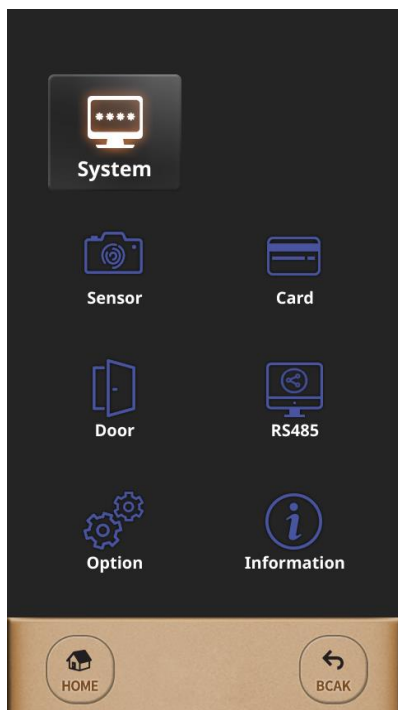 ****
System
Sensor
Card
Door
RS485
Option
Information
HOME
BCAK